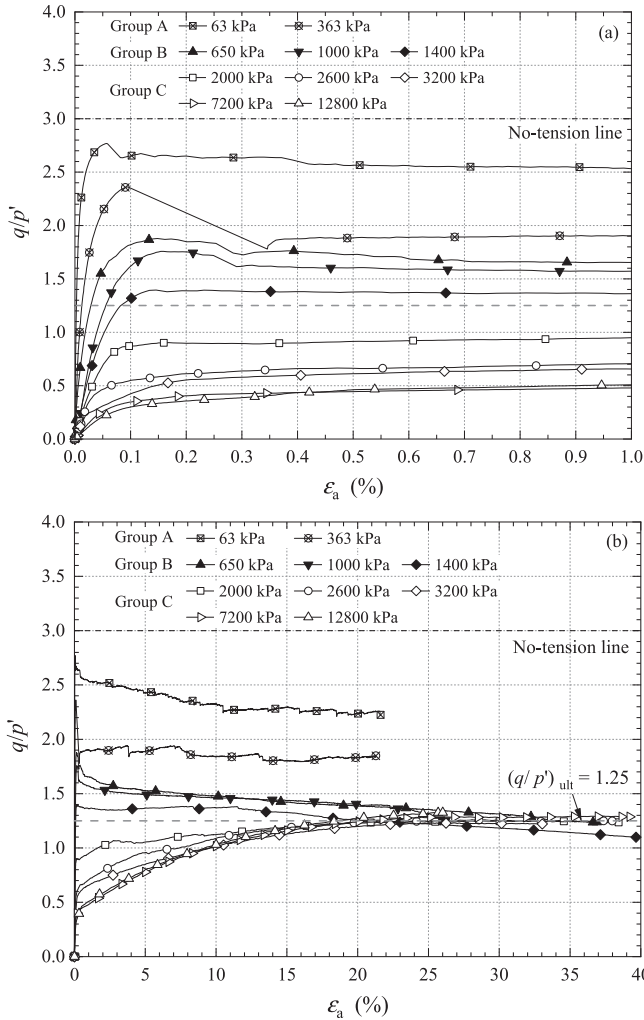 Group A 63 kPa 363 kPa (a)
Group B 650 kPa 1000 kPa 1400 kPa
2000 kPa 2600 kPa 3200 kPa
Group C
7200 kPa 12800 kPa
No-tension line
4.0
3.5
3.0
2.5
2.0
1.5
1.0
0.5
0.0
q/p'
0.0 0.1 0.2 0.3 0.4 0.5 0.6 0.7 0.8 0.9 1.0
εa (%)
Group A 63 kPa 363 kPa (b)
Group B 650 kPa 1000 kPa 1400 kPa
2000 kPa 2600 kPa 3200 kPa
Group C
7200 kPa 12800 kPa
No-tension line
(q/p')ult = 1.25
4.0
3.5
3.0
2.5
2.0
1.5
1.0
0.5
0.0
q/p'
0 5 10 15 20 25 30 35 40
εa (%)